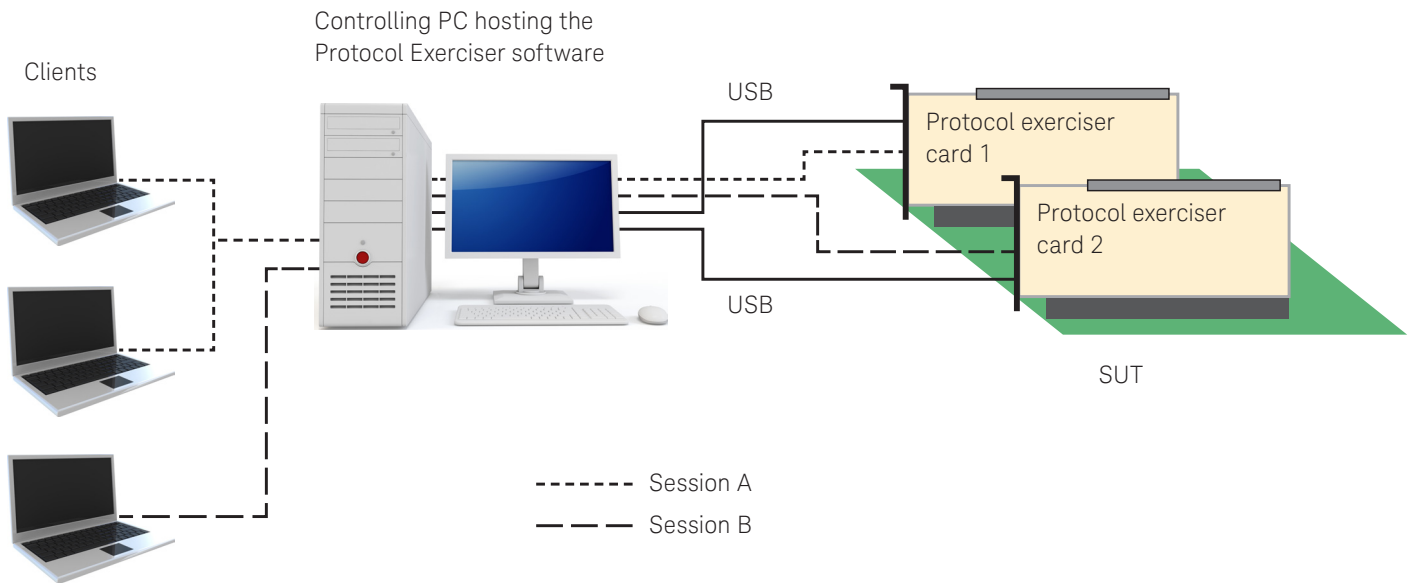 Controlling PC hosting the
Protocol Exerciser software
Clients
USB
Protocol exerciser
card 1
Protocol exerciser
card 2
USB
SUT
Session A
Session B